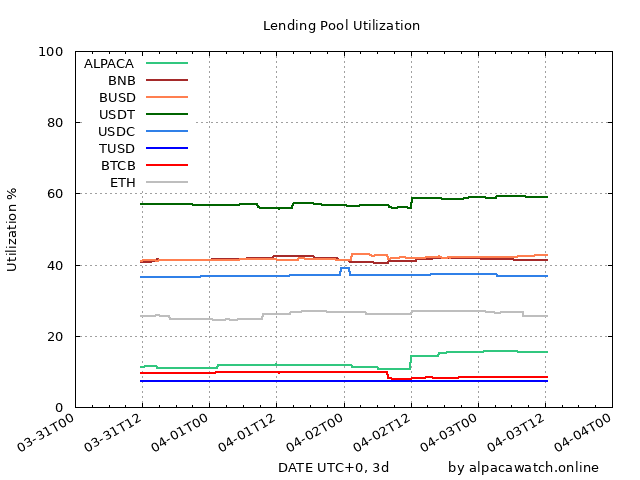 Lending Pool Utilization
100
80
60
40
20
0
Utilization %
ALPACA
BNB
BUSD
USDT
USDC
TUSD
BTCB
ETH
03-31T00
03-31T12
04-01T00
04-01T12
04-02T00
04-02T12
04-03T00
04-03T12
04-04T00
DATE UTC+0, 3d
by alpacawatch.online